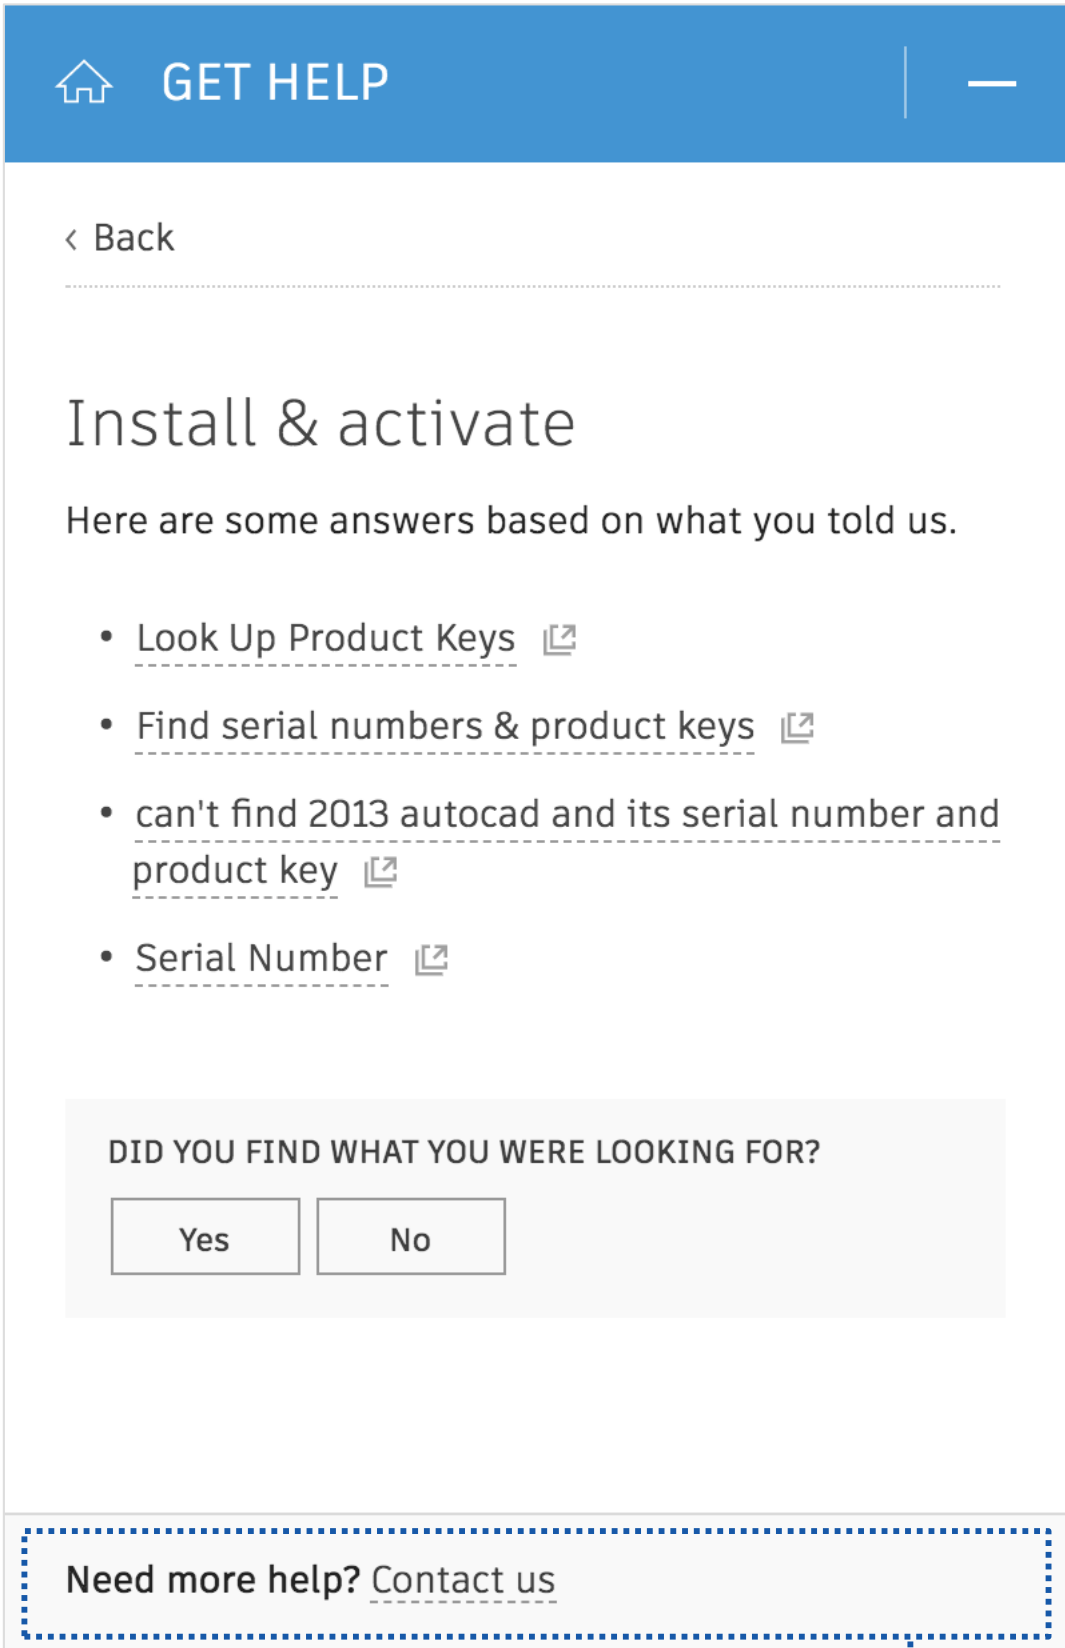 GET HELP
‹ Back
Install & activate
Here are some answers based on what you told us.
• Look Up Product Keys
• Find serial numbers & product keys
• can't find 2013 autocad and its serial number and
product key
• Serial Number
DID YOU FIND WHAT YOU WERE LOOKING FOR?
Yes No
Need more help? Contact us